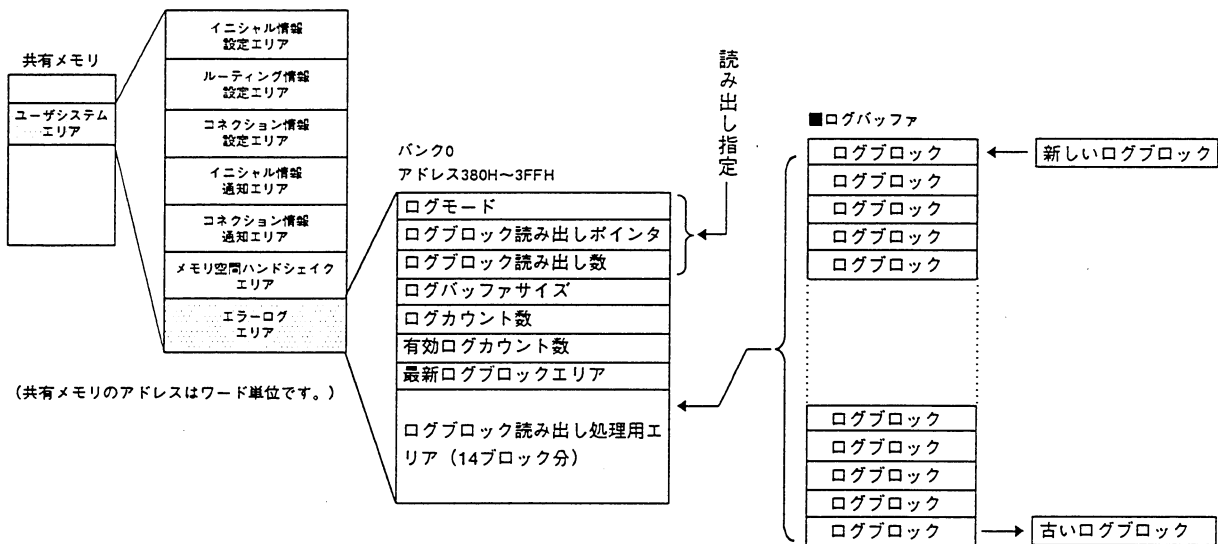 共有メモリ
ユーザシステム
エリア
イニシャル情報
設定エリア
ルーティング情報
設定エリア
コネクション情報
設定エリア
イニシャル情報
通知エリア
コネクション情報
通知エリア
メモリ空間ハンドシェイク
エリア
エラーログ
エリア
(共有メモリのアドレスはワード単位です。)
バンク0
アドレス380H〜3FFH
ログモード
ログブロック読み出しポインタ
ログブロック読み出し数
ログバッファサイズ
ログカウント数
有効ログカウント数
最新ログブロックエリア
ログブロック読み出し処理用エ
リア(14ブロック分)
読み出し指定
■ログバッファ
ログブロック
ログブロック
ログブロック
ログブロック
ログブロック
ログブロック
ログブロック
ログブロック
ログブロック
ログブロック
新しいログブロック
古いログブロック